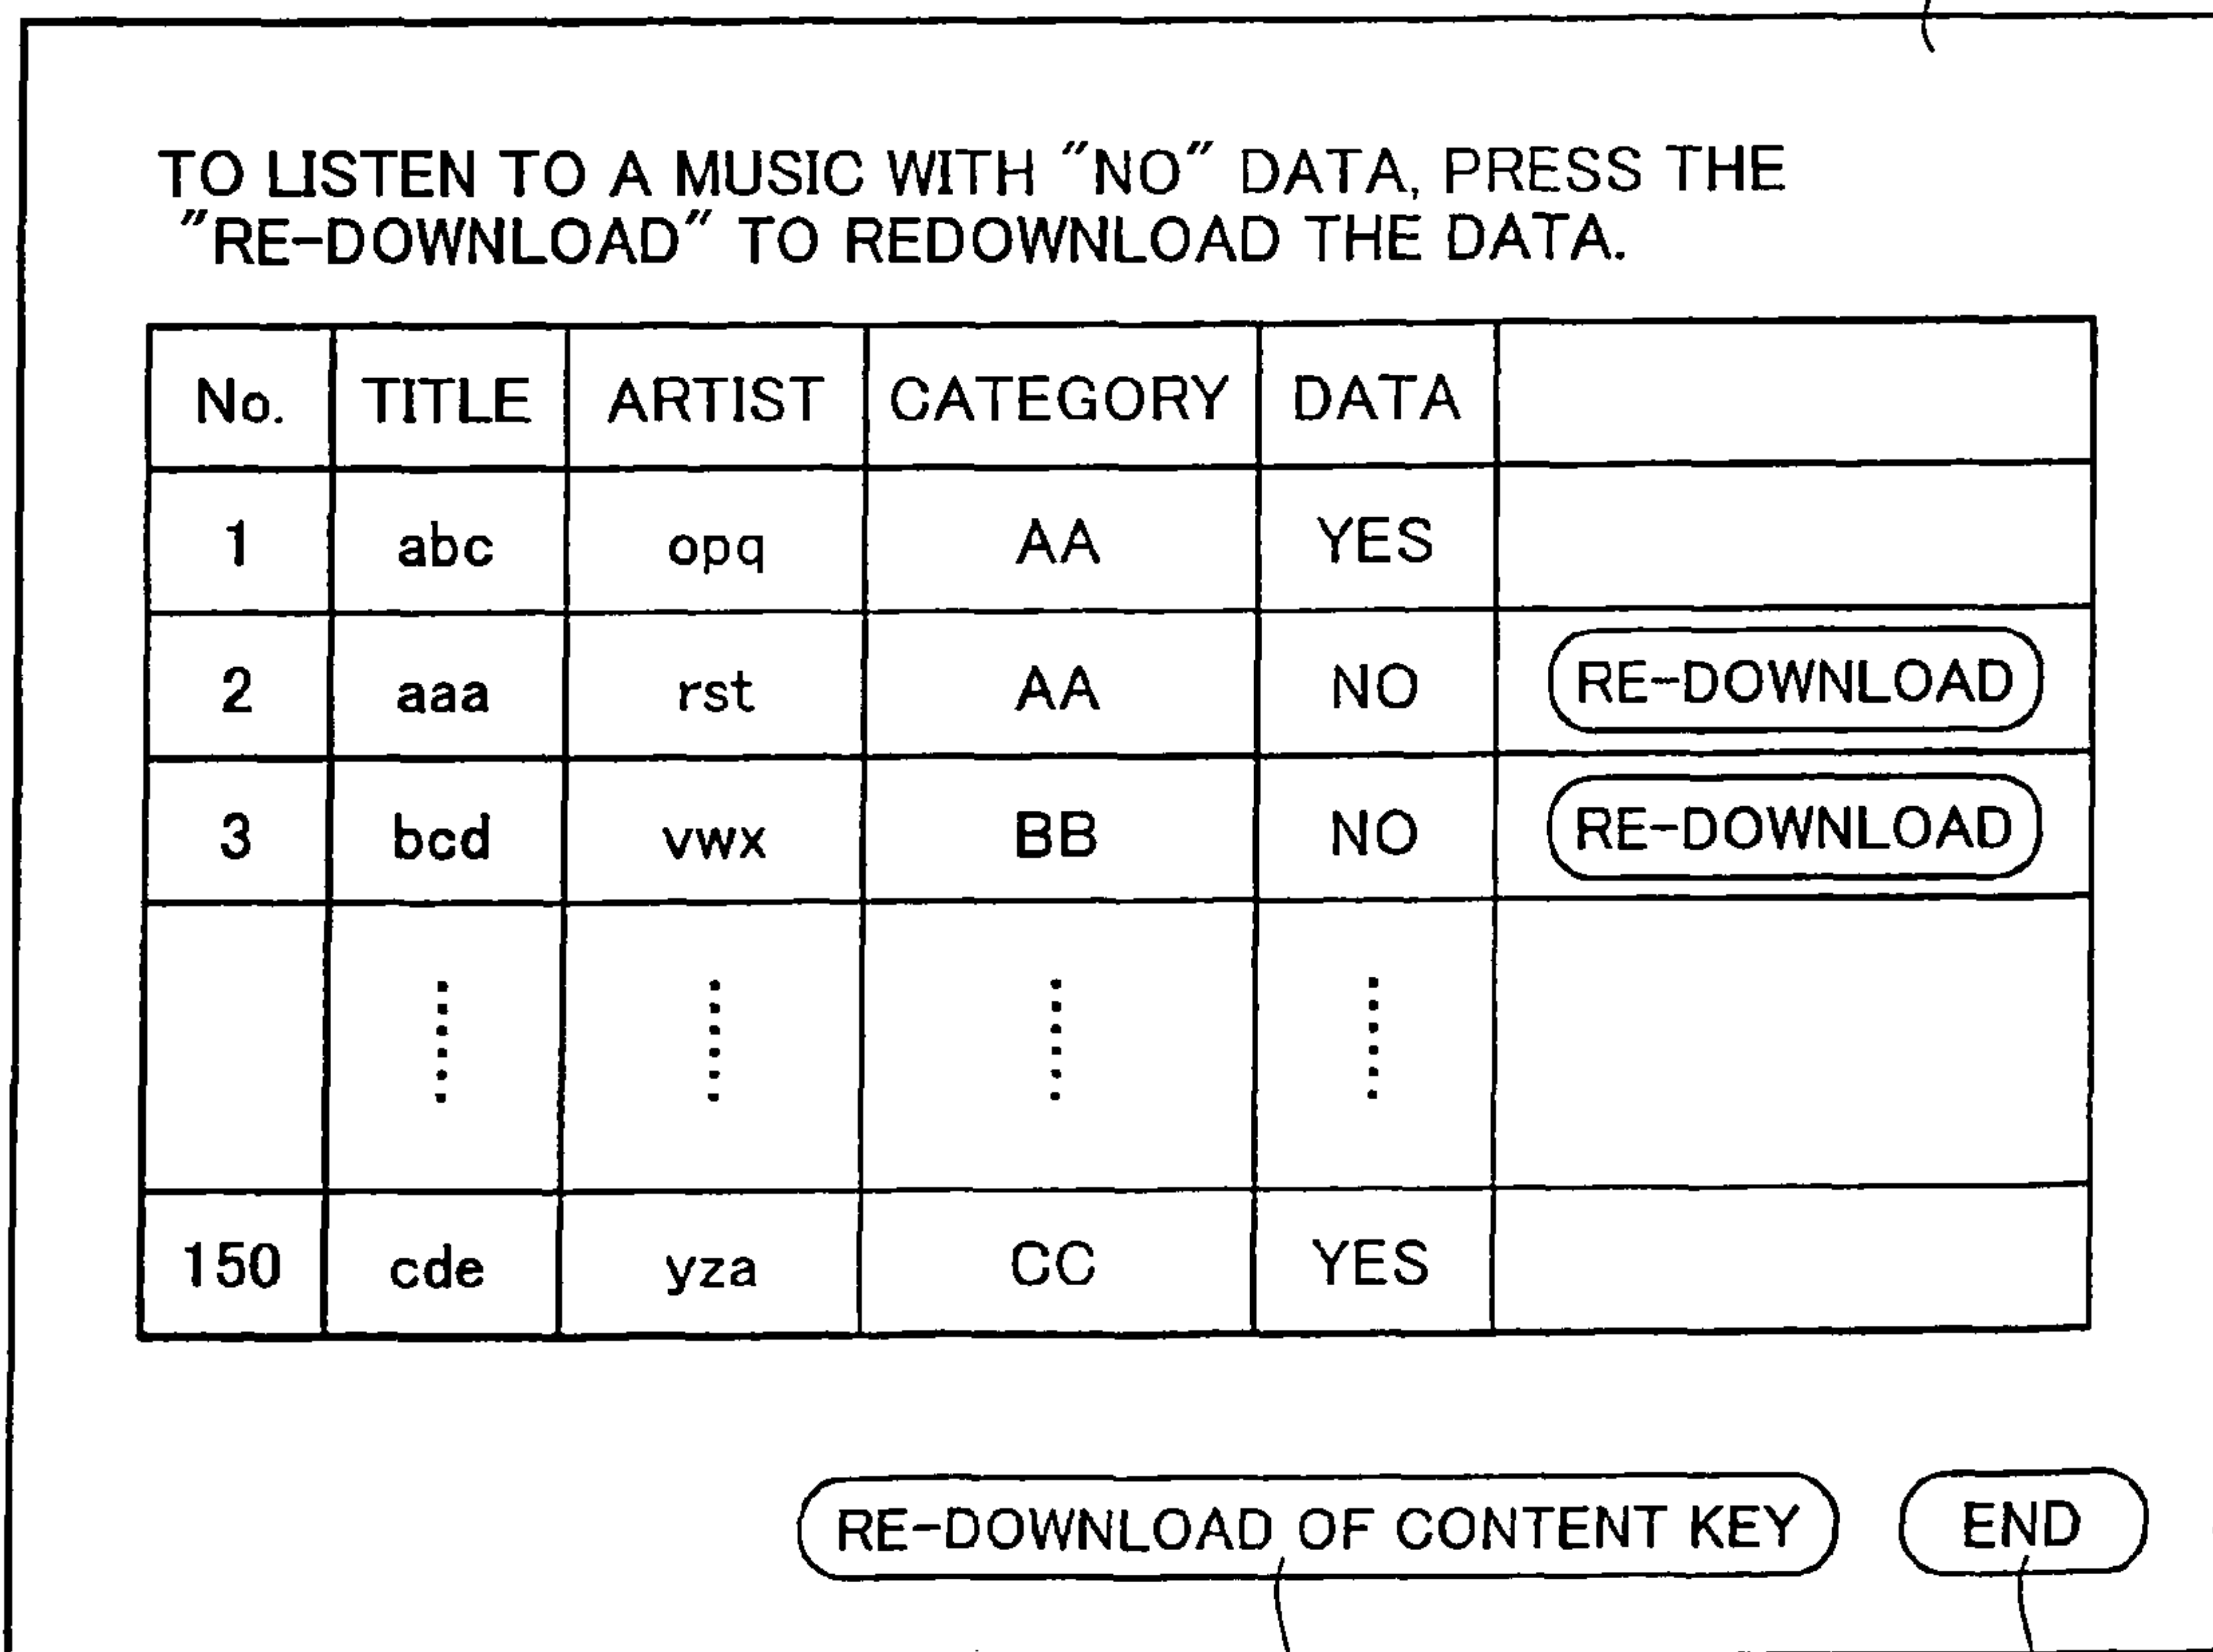 TO LISTEN TO A MUSIC WITH "NO" DATA, PRESS THE
"RE-DOWNLOAD" TO REDOWNLOAD THE DATA.
No. TITLE ARTIST CATEGORY DATA
1 abc opq AA YES
2 aaa rst AA NO RE-DOWNLOAD
3 bcd vwx BB NO RE-DOWNLOAD
150 cde yza CC YES
RE-DOWNLOAD OF CONTENT KEY END